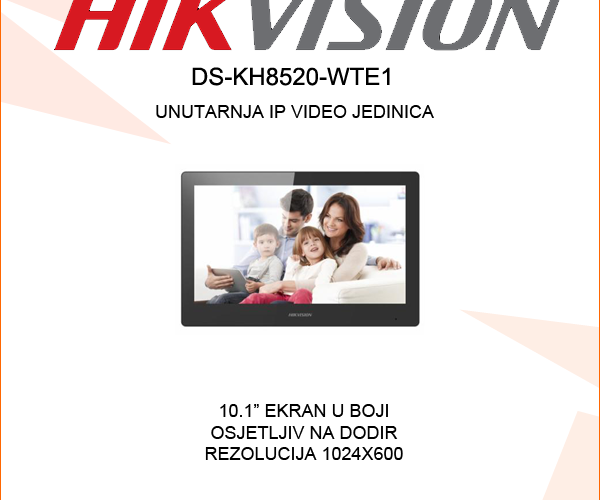 HIKVISION
DS-KH8520-WTE1
UNUTARNJA IP VIDEO JEDINICA
HIKVISION
10.1” EKRAN U BOJI
OSJETLJIV NA DODIR
REZOLUCIJA 1024X600